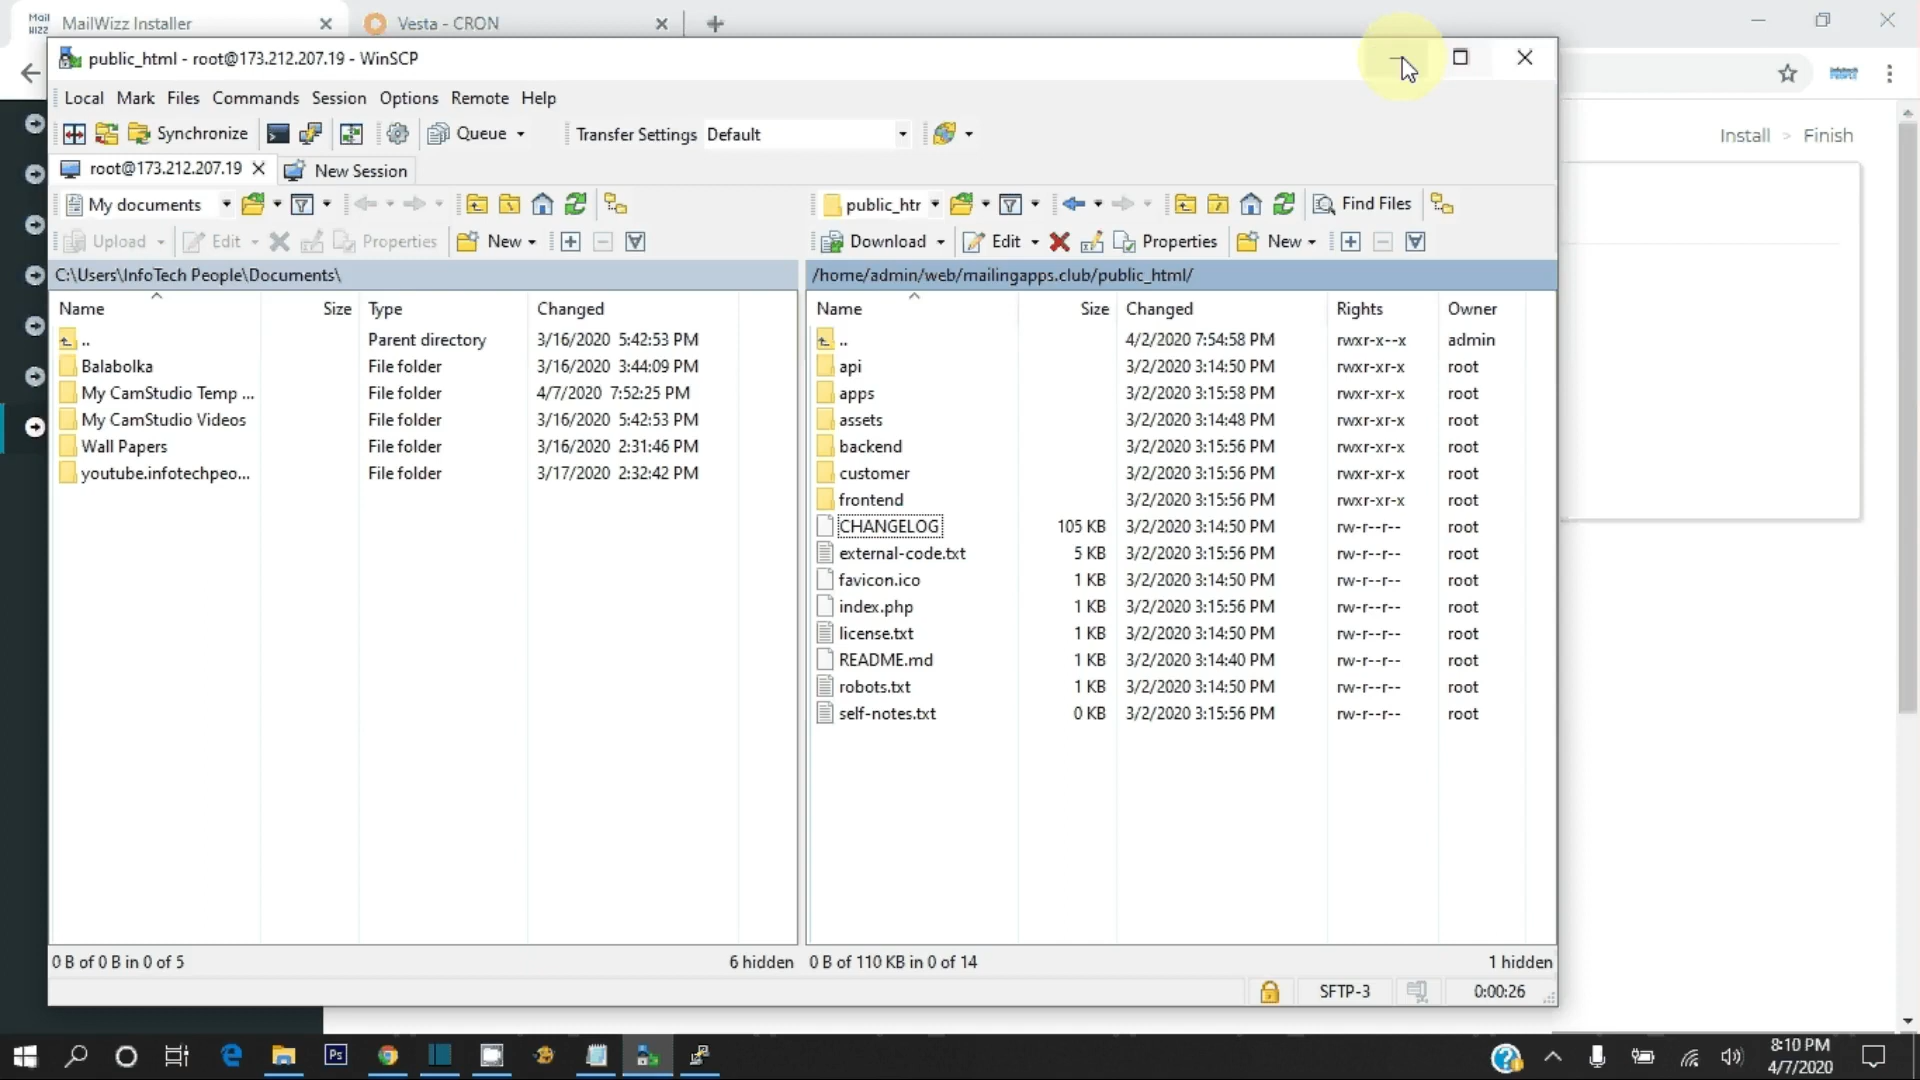 Mail
WIZZ
MailWizz Installer
Vesta - CRON
public_html - root@173.212.207.19 - WinSCP
Local Mark Files Commands Session Options Remote Help
Synchronize
Queue
Transfer Settings Default
root@173.212.207.19
New Session
Install > Finish
My documents
public_htr
Find Files
Upload
Edit
Properties
New
Download
Edit
Properties
New
C:\Users\InfoTech People\Documents\
/home/admin/web/mailingapps.club/public_html/
Name Size Type Changed
.. Parent directory 3/16/2020 5:42:53 PM
Balabolka File folder 3/16/2020 3:44:09 PM
My CamStudio Temp ... File folder 4/7/2020 7:52:25 PM
My CamStudio Videos File folder 3/16/2020 5:42:53 PM
Wall Papers File folder 3/16/2020 2:31:46 PM
youtube.infotechpeo... File folder 3/17/2020 2:32:42 PM
Name Size Changed Rights Owner
.. 4/2/2020 7:54:58 PM rwxr-x--x admin
api 3/2/2020 3:14:50 PM rwxr-xr-x root
apps 3/2/2020 3:15:58 PM rwxr-xr-x root
assets 3/2/2020 3:14:48 PM rwxr-xr-x root
backend 3/2/2020 3:15:56 PM rwxr-xr-x root
customer 3/2/2020 3:15:56 PM rwxr-xr-x root
frontend 3/2/2020 3:15:56 PM rwxr-xr-x root
CHANGELOG 105 KB 3/2/2020 3:14:50 PM rw-r--r-- root
external-code.txt 5 KB 3/2/2020 3:15:56 PM rw-r--r-- root
favicon.ico 1 KB 3/2/2020 3:14:50 PM rw-r--r-- root
index.php 1 KB 3/2/2020 3:15:56 PM rw-r--r-- root
license.txt 1 KB 3/2/2020 3:14:50 PM rw-r--r-- root
README.md 1 KB 3/2/2020 3:14:40 PM rw-r--r-- root
robots.txt 1 KB 3/2/2020 3:14:50 PM rw-r--r-- root
self-notes.txt 0 KB 3/2/2020 3:15:56 PM rw-r--r-- root
0 B of 0 B in 0 of 5
6 hidden
0 B of 110 KB in 0 of 14
1 hidden
SFTP-3
0:00:26
Ps
8:10 PM
4/7/2020